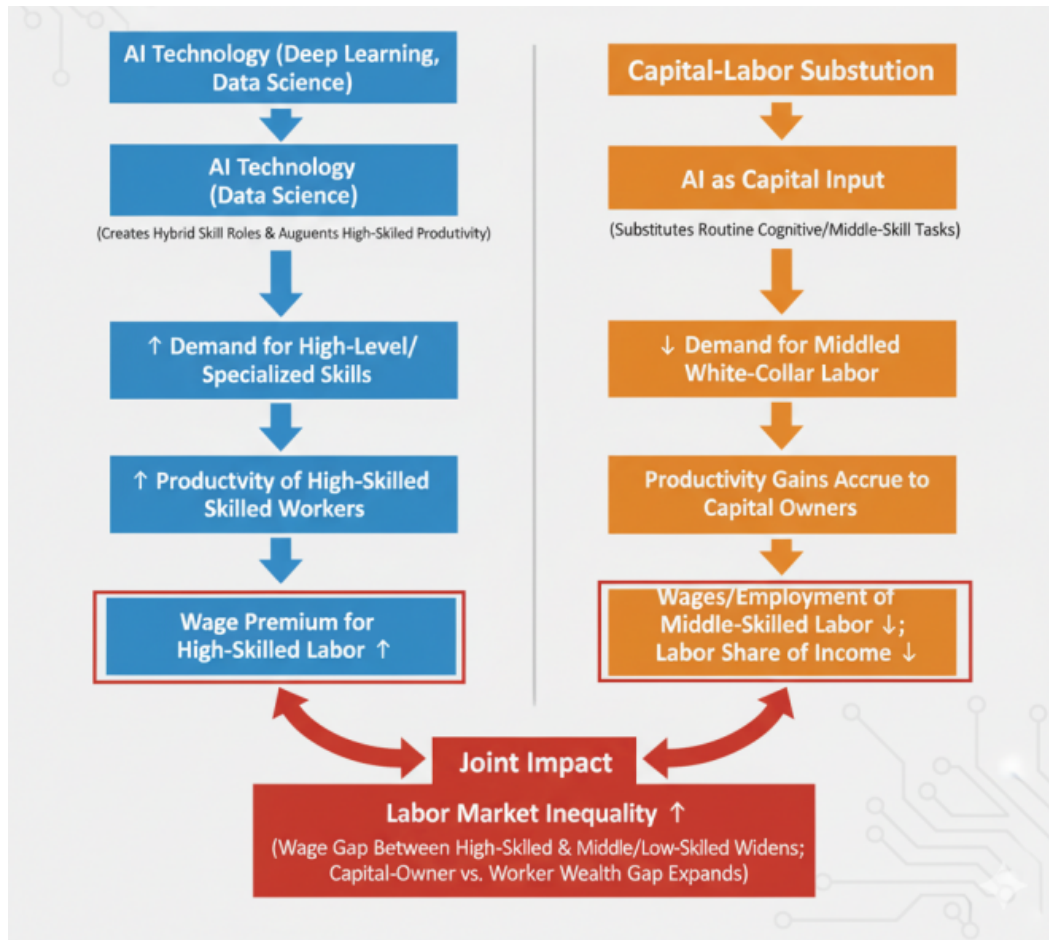 AI Technology (Deep Learning,
Data Science)
AI Technology
(Data Science)
(Creates Hybrid Skill Roles & Auguents High-Skiled Produtivity)
↑ Demand for High-Level/
Specialized Skills
↑ Productvity of High-Skilled
Skilled Workers
Wage Premium for
High-Skilled Labor ↑
Capital-Labor Substution
AI as Capital Input
(Substitutes Routine Cognitive/Middle-Skill Tasks)
↓ Demand for Middled
White-Collar Labor
Productivity Gains Accrue to
Capital Owners
Wages/Employment of
Middle-Skilled Labor ↓;
Labor Share of Income ↓
Joint Impact
Labor Market Inequality ↑
(Wage Gap Between High-Sklled & Middle/Low-Skilled Widens;
Capital-Owner vs. Worker Wealth Gap Expands)